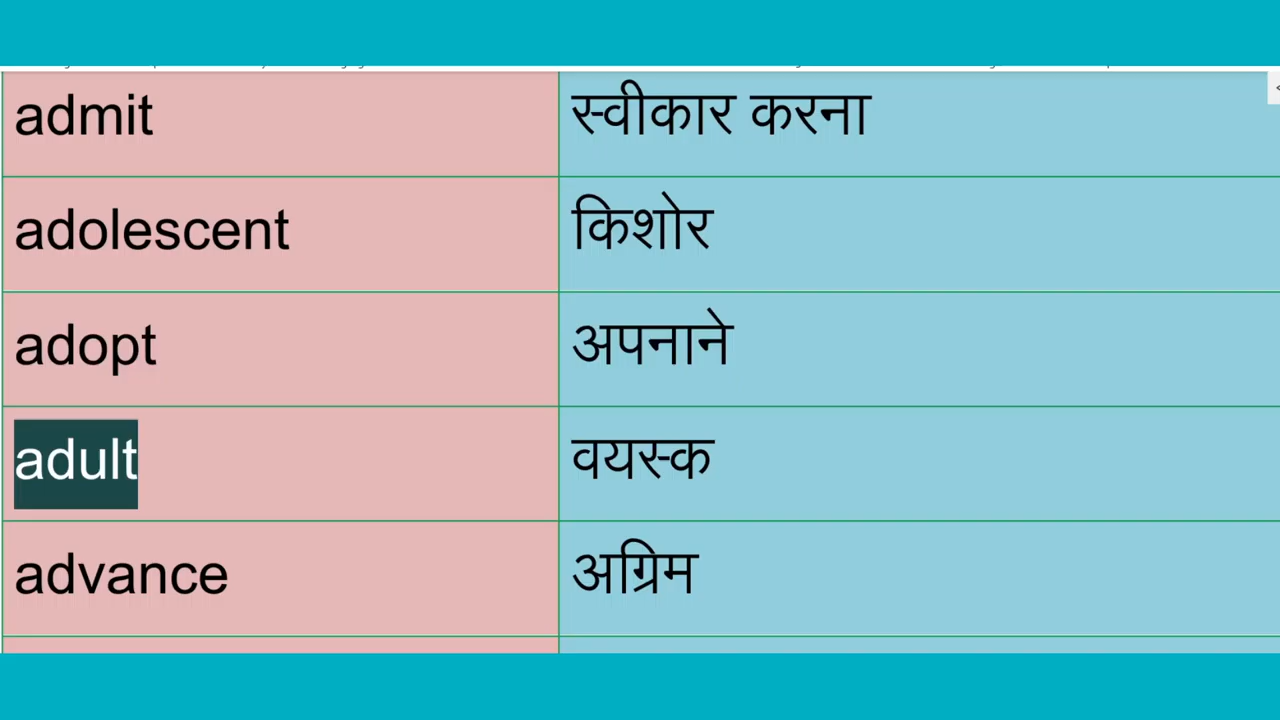 admit स्वीकार करना
adolescent किशोर
adopt अपनाने
adult वयस्क
advance अग्रिम